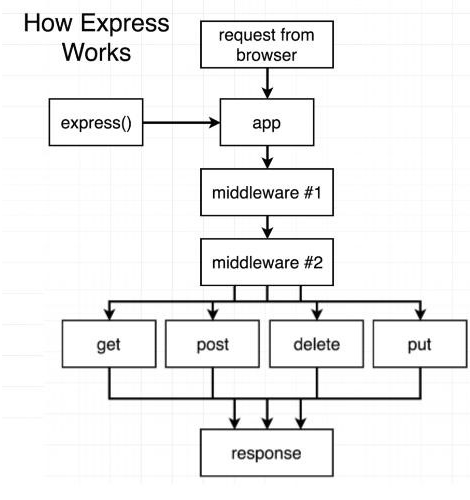 How Express
Works
request from
browser
express()
app
middleware #1
middleware #2
get
post
delete
put
response